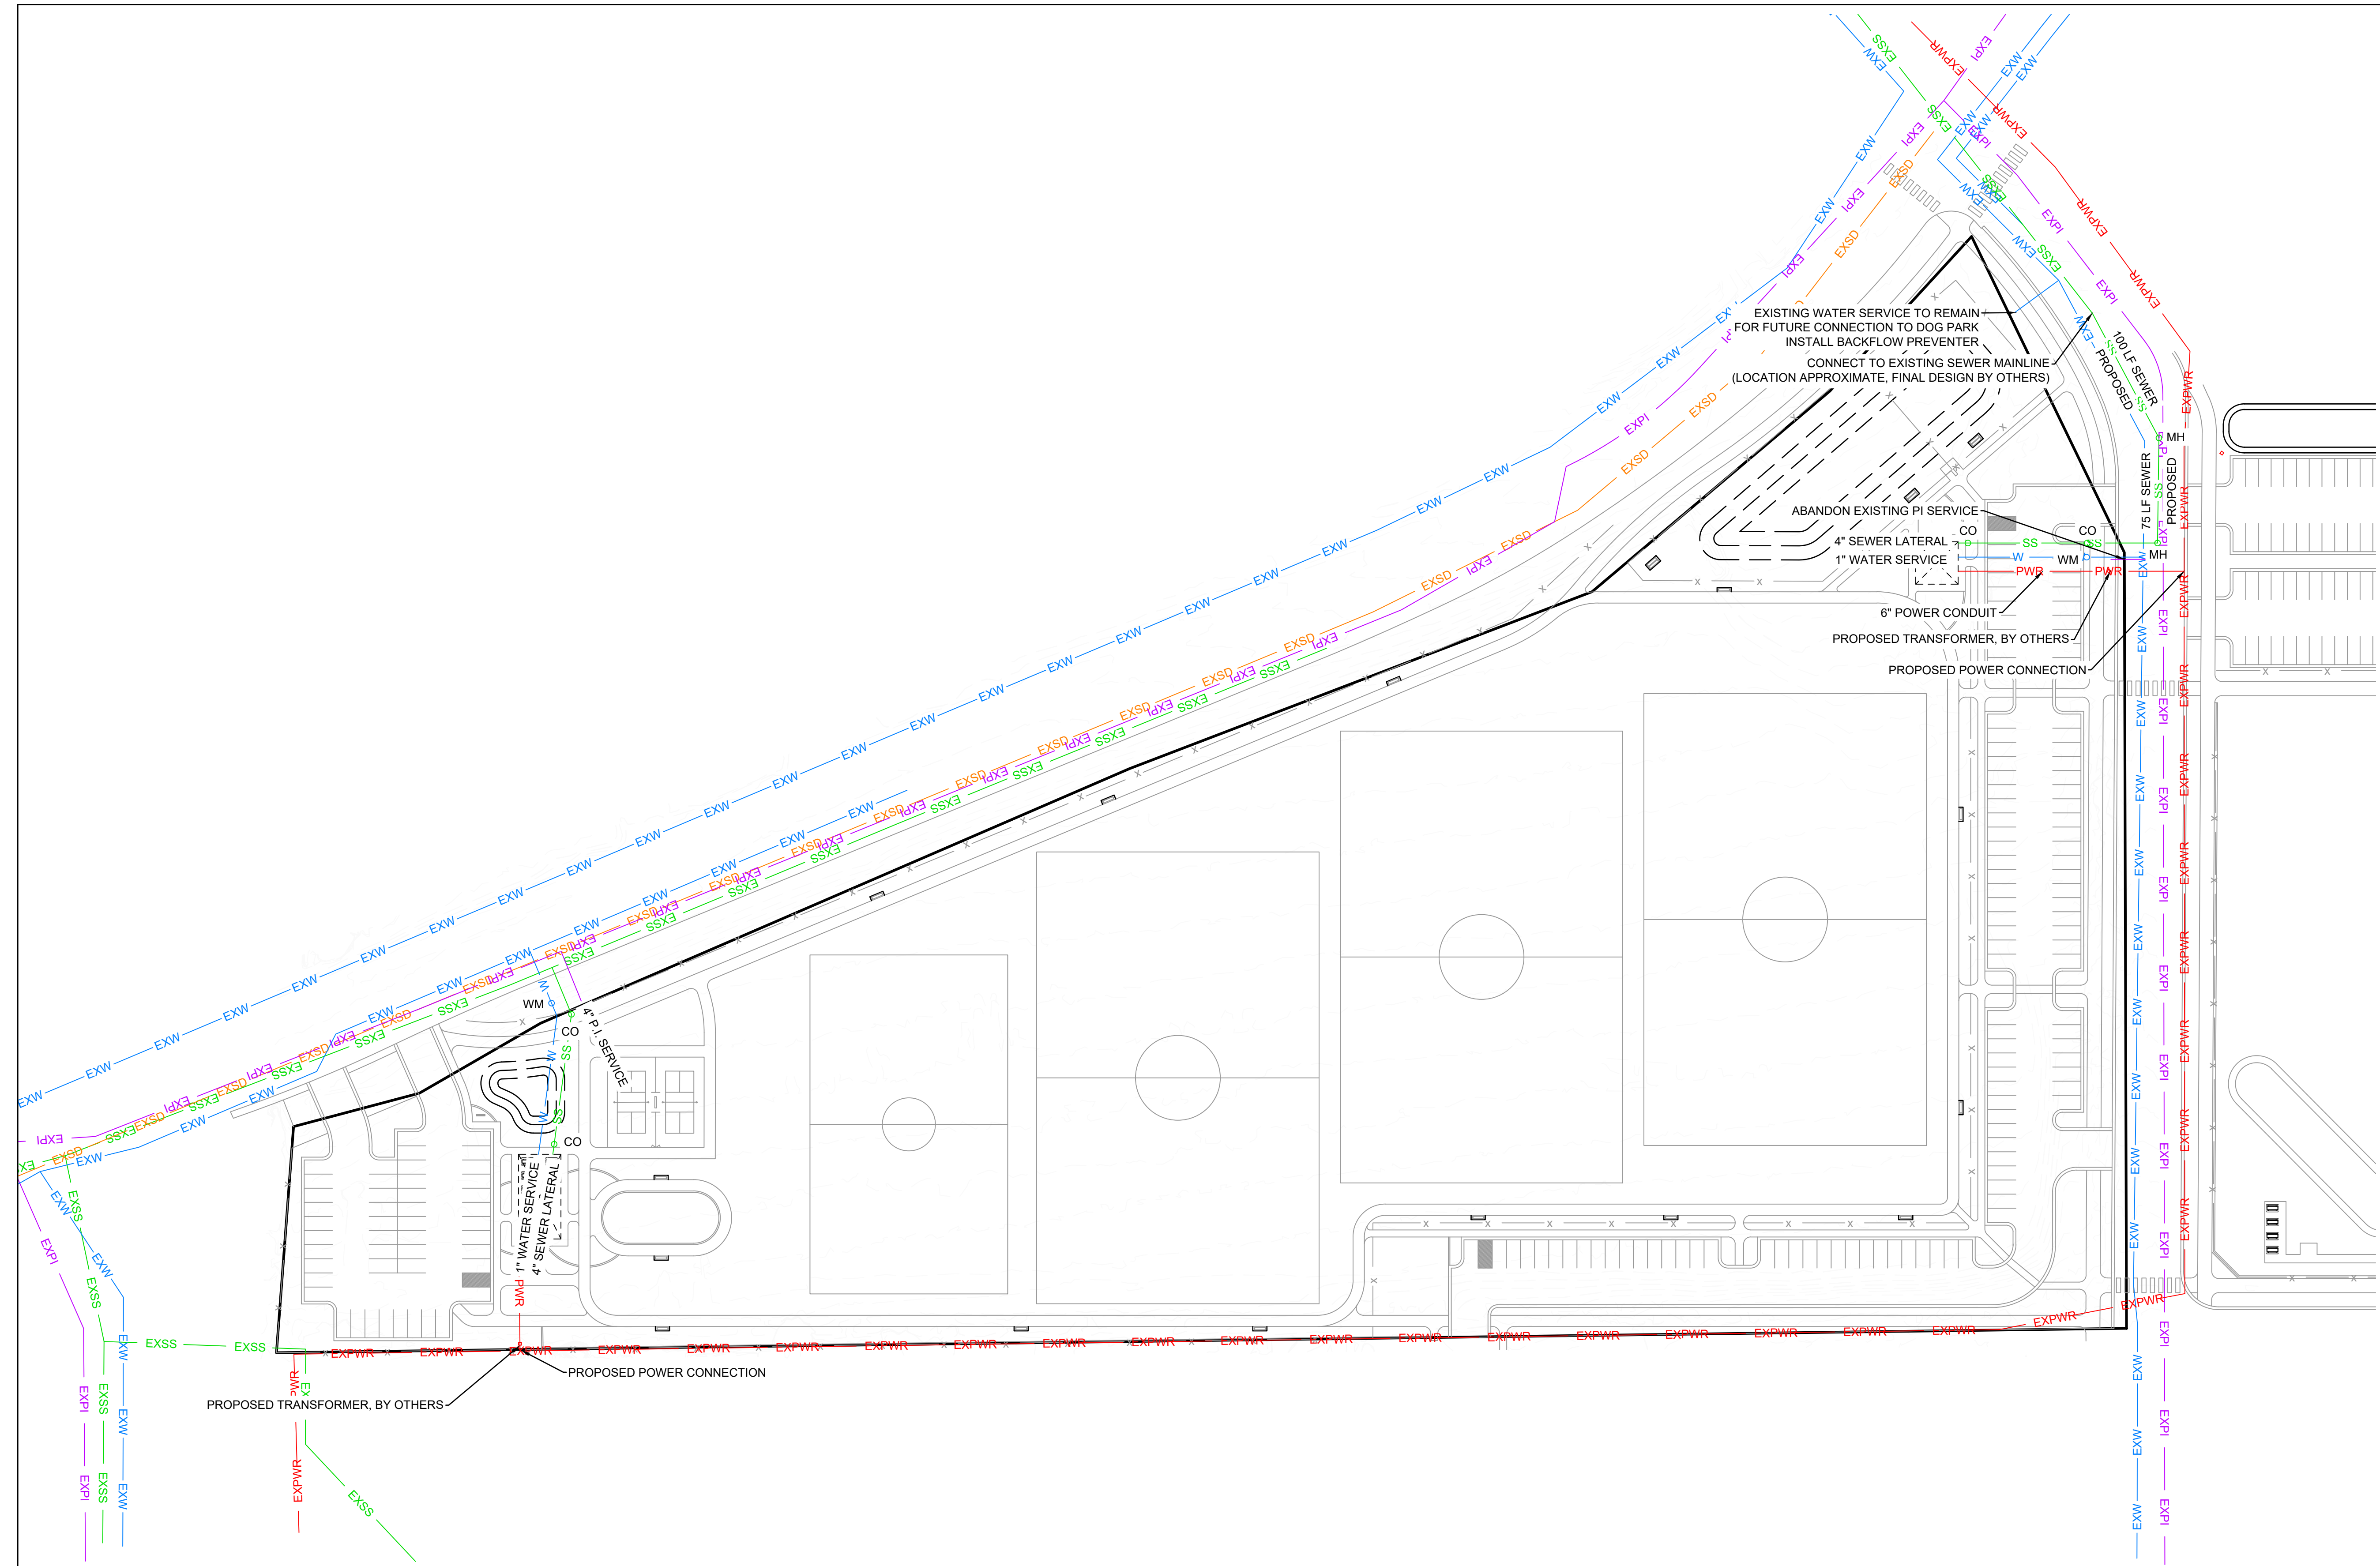 EXISTING WATER SERVICE TO REMAIN
FOR FUTURE CONNECTION TO DOG PARK
INSTALL BACKFLOW PREVENTER
CONNECT TO EXISTING SEWER MAINLINE
(LOCATION APPROXIMATE, FINAL DESIGN BY OTHERS)
100 LF SEWER
PROPOSED
MH
75 LF SEWER
PROPOSED
ABANDON EXISTING PI SERVICE
CO
CO
4" SEWER LATERAL
SS
SS
1" WATER SERVICE
W
WM
MH
PWR
PWR
6" POWER CONDUIT
PROPOSED TRANSFORMER, BY OTHERS
PROPOSED POWER CONNECTION
EXW
EXSS
EXPWR
EXPI
EXSD
WM
W
CO
4" P.I. SERVICE
SS
W
W
SS
CO
1" WATER SERVICE
4" SEWER LATERAL
PWR
PROPOSED POWER CONNECTION
PROPOSED TRANSFORMER, BY OTHERS